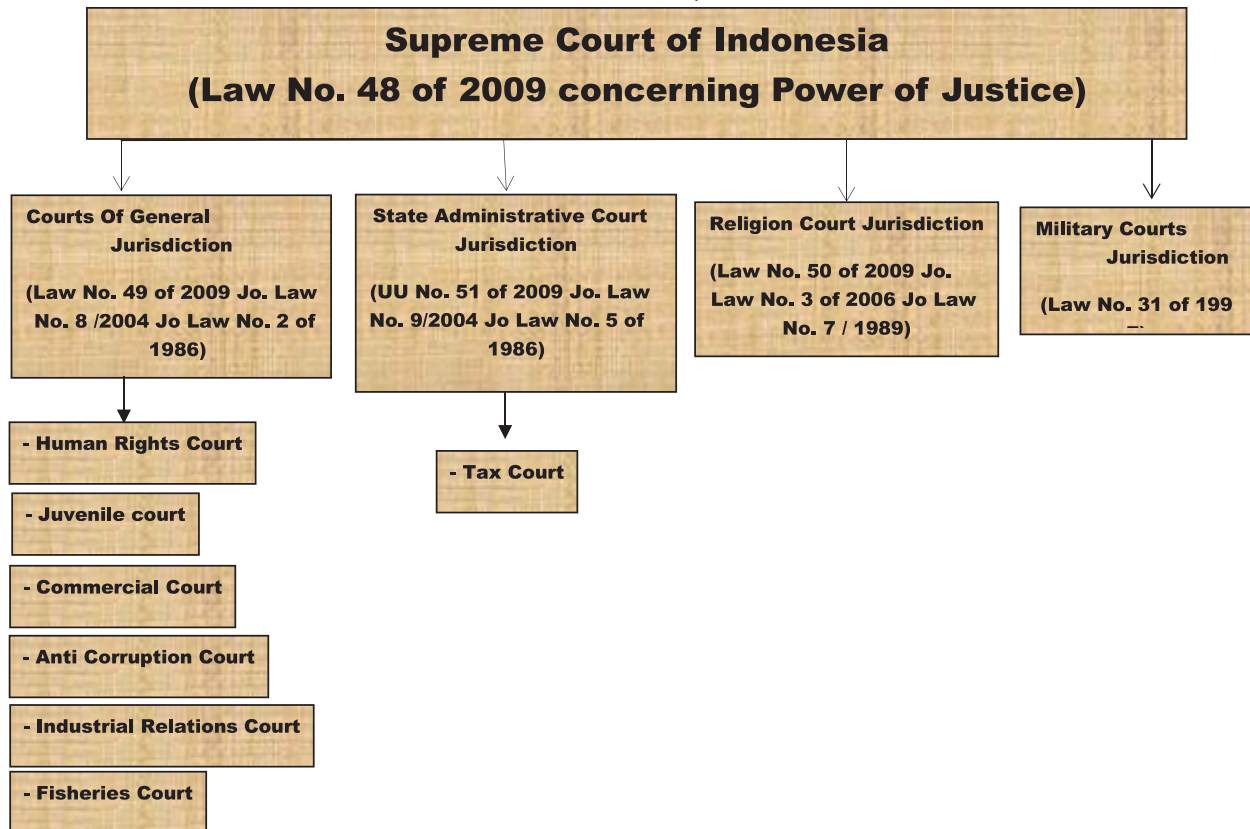 Supreme Court of Indonesia
(Law No. 48 of 2009 concerning Power of Justice)
Courts Of General
Jurisdiction
(Law No. 49 of 2009 Jo. Law
No. 8 /2004 Jo Law No. 2 of
1986)
State Administrative Court
Jurisdiction
(UU No. 51 of 2009 Jo. Law
No. 9/2004 Jo Law No. 5 of
1986)
Religion Court Jurisdiction
(Law No. 50 of 2009 Jo.
Law No. 3 of 2006 Jo Law
No. 7 / 1989)
Military Courts
Jurisdiction
(Law No. 31 of 199
- Human Rights Court
- Juvenile court
- Commercial Court
- Anti Corruption Court
- Industrial Relations Court
- Fisheries Court
- Tax Court